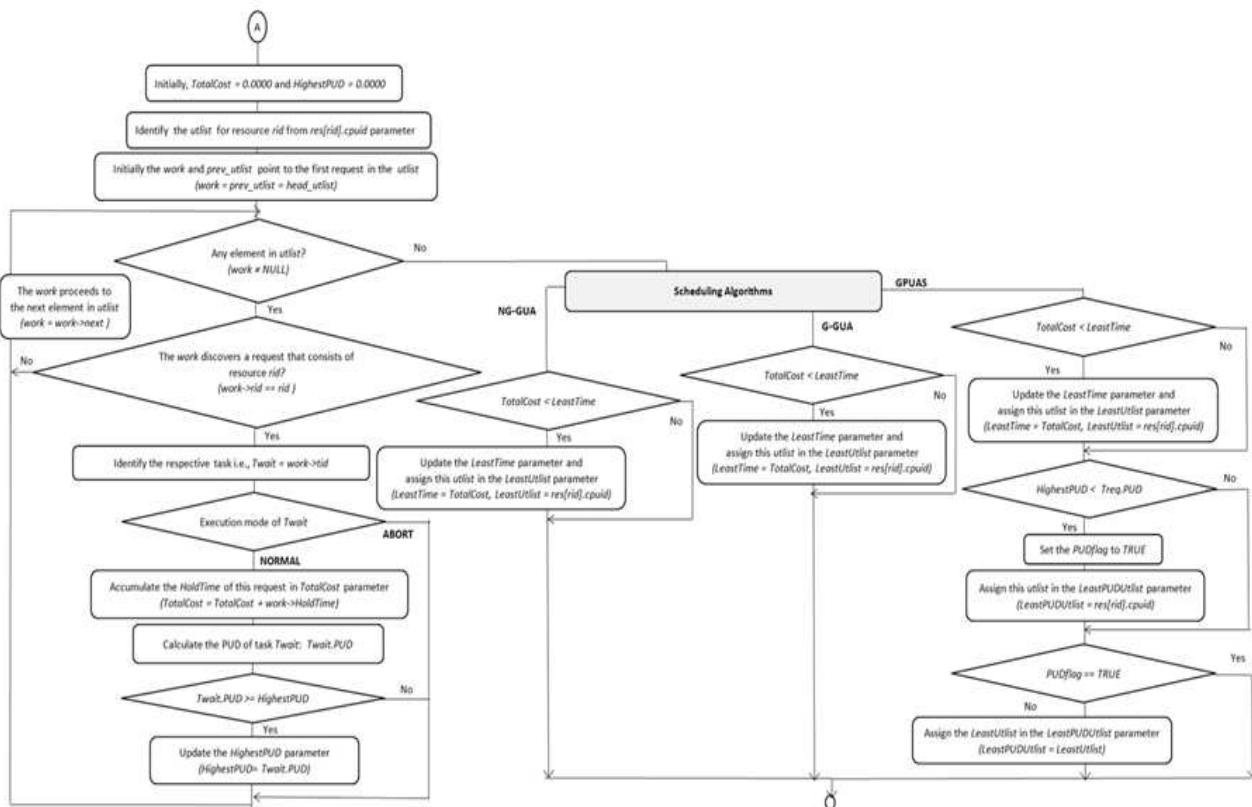 A
Initially, TotalCost = 0.0000 and HighestPUD = 0.0000
Identify the utlist for resource rid from res[rid].cpuid parameter
Initially the work and prev_utlist point to the first request in the utlist
(work = prev_utlist = head_utlist)
Any element in utlist?
(work ≠ NULL)
No
Yes
The work proceeds to
the next element in utlist
(work = work->next )
No
The work discovers a request that consists of
resource rid?
(work->rid == rid )
Yes
Identify the respective task i.e., Twait = work->tid
Execution mode of Twait
ABORT
NORMAL
Accumulate the HoldTime of this request in TotalCost parameter
(TotalCost = TotalCost + work->HoldTime)
Calculate the PUD of task Twait: Twait.PUD
Twait.PUD >= HighestPUD
No
Yes
Update the HighestPUD parameter
(HighestPUD= Twait.PUD)
Scheduling Algorithms
NG-GUA
G-GUA
GPUAS
TotalCost < LeastTime
No
Yes
Update the LeastTime parameter and
assign this utlist in the LeastUtlist parameter
(LeastTime = TotalCost, LeastUtlist = res[rid].cpuid)
TotalCost < LeastTime
No
Yes
Update the LeastTime parameter and
assign this utlist in the LeastUtlist parameter
(LeastTime = TotalCost, LeastUtlist = res[rid].cpuid)
TotalCost < LeastTime
No
Yes
Update the LeastTime parameter and
assign this utlist in the LeastUtlist parameter
(LeastTime = TotalCost, LeastUtlist = res[rid].cpuid)
HighestPUD < Treq.PUD
No
Yes
Set the PUDflag to TRUE
Assign this utlist in the LeastPUDUtlist parameter
(LeastPUDUtlist = res[rid].cpuid)
PUDflag == TRUE
Yes
No
Assign the LeastUtlist in the LeastPUDUtlist parameter
(LeastPUDUtlist = LeastUtlist)